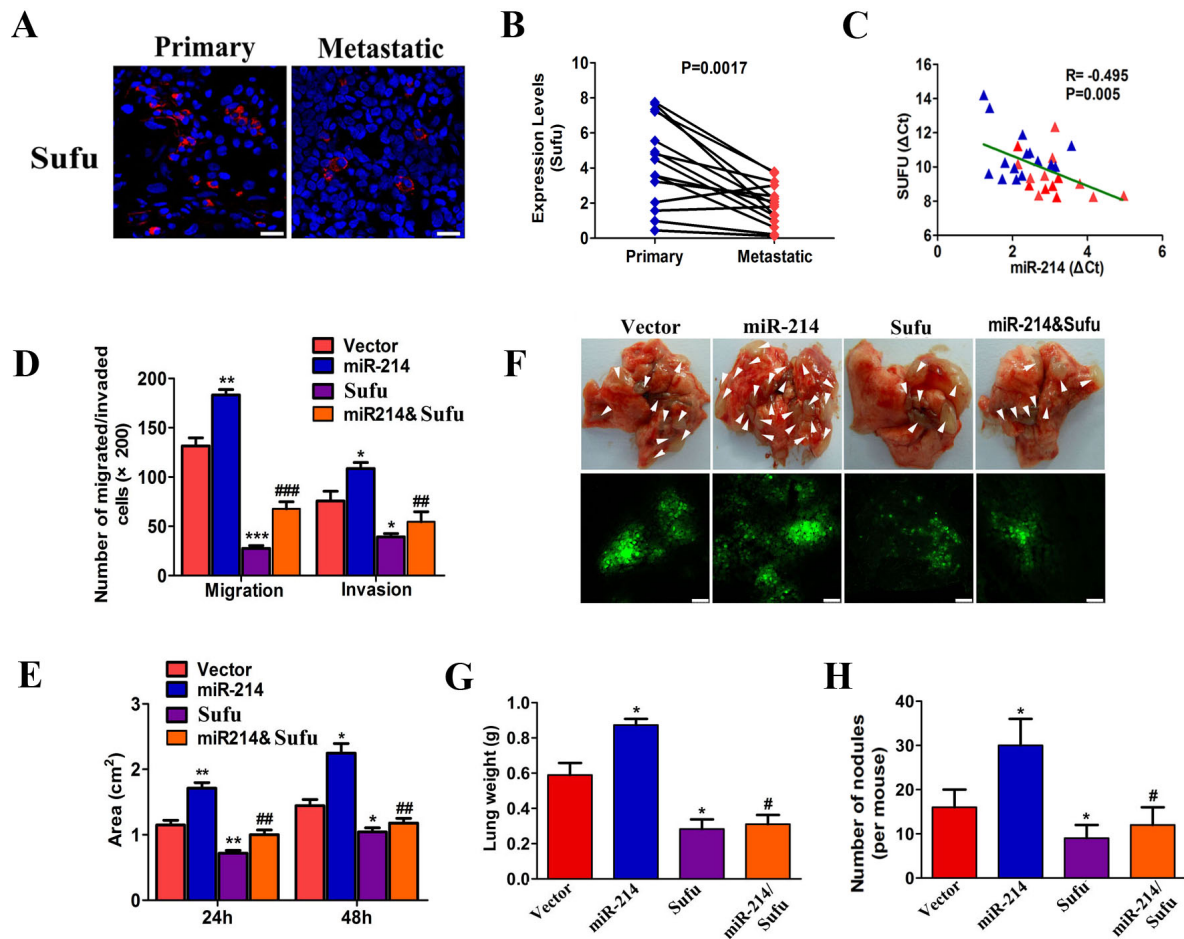 A
Primary
Metastatic
Sufu
B
P=0.0017
Expression Levels
(Sufu)
10
8
6
4
2
0
Primary
Metastatic
C
R= -0.495
P=0.005
SUFU (ΔCt)
16
14
12
10
8
6
0
2
4
6
miR-214 (ΔCt)
D
Vector
miR-214
Sufu
miR214& Sufu
Number of migrated/invaded
cells (× 200)
200
150
100
50
0
**
***
###
*
*
##
Migration
Invasion
F
Vector
miR-214
Sufu
miR-214&Sufu
E
Vector
miR-214
Sufu
miR214& Sufu
Area (cm²)
3
2
1
0
**
**
##
*
*
##
24h
48h
G
Lung weight (g)
1.0
0.8
0.6
0.4
0.2
0.0
*
*
#
Vector
miR-214
Sufu
miR-214/
Sufu
H
Number of nodules
(per mouse)
40
30
20
10
0
*
*
#
Vector
miR-214
Sufu
miR-214/
Sufu